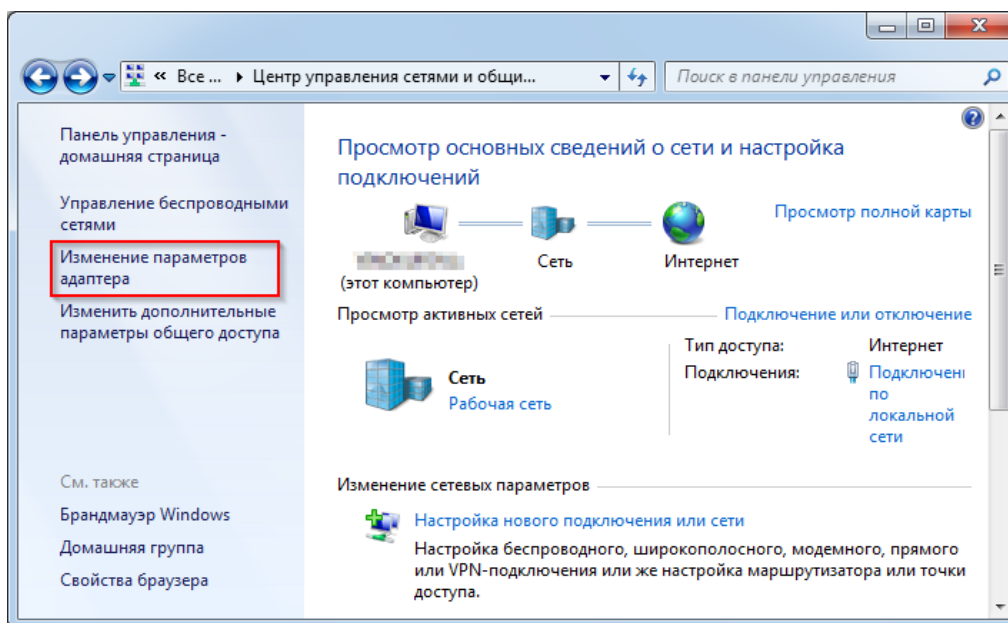 « Все ... ▸ Центр управления сетями и общи...
Поиск в панели управления
Панель управления -
домашняя страница
Управление беспроводными
сетями
Изменение параметров
адаптера
Изменить дополнительные
параметры общего доступа
См. также
Брандмауэр Windows
Домашняя группа
Свойства браузера
Просмотр основных сведений о сети и настройка
подключений
Просмотр полной карты
(этот компьютер)
Сеть
Интернет
Просмотр активных сетей
Подключение или отключение
Сеть
Рабочая сеть
Тип доступа:
Интернет
Подключения:
Подключени
по
локальной
сети
Изменение сетевых параметров
Настройка нового подключения или сети
Настройка беспроводного, широкополосного, модемного, прямого
или VPN-подключения или же настройка маршрутизатора или точки
доступа.